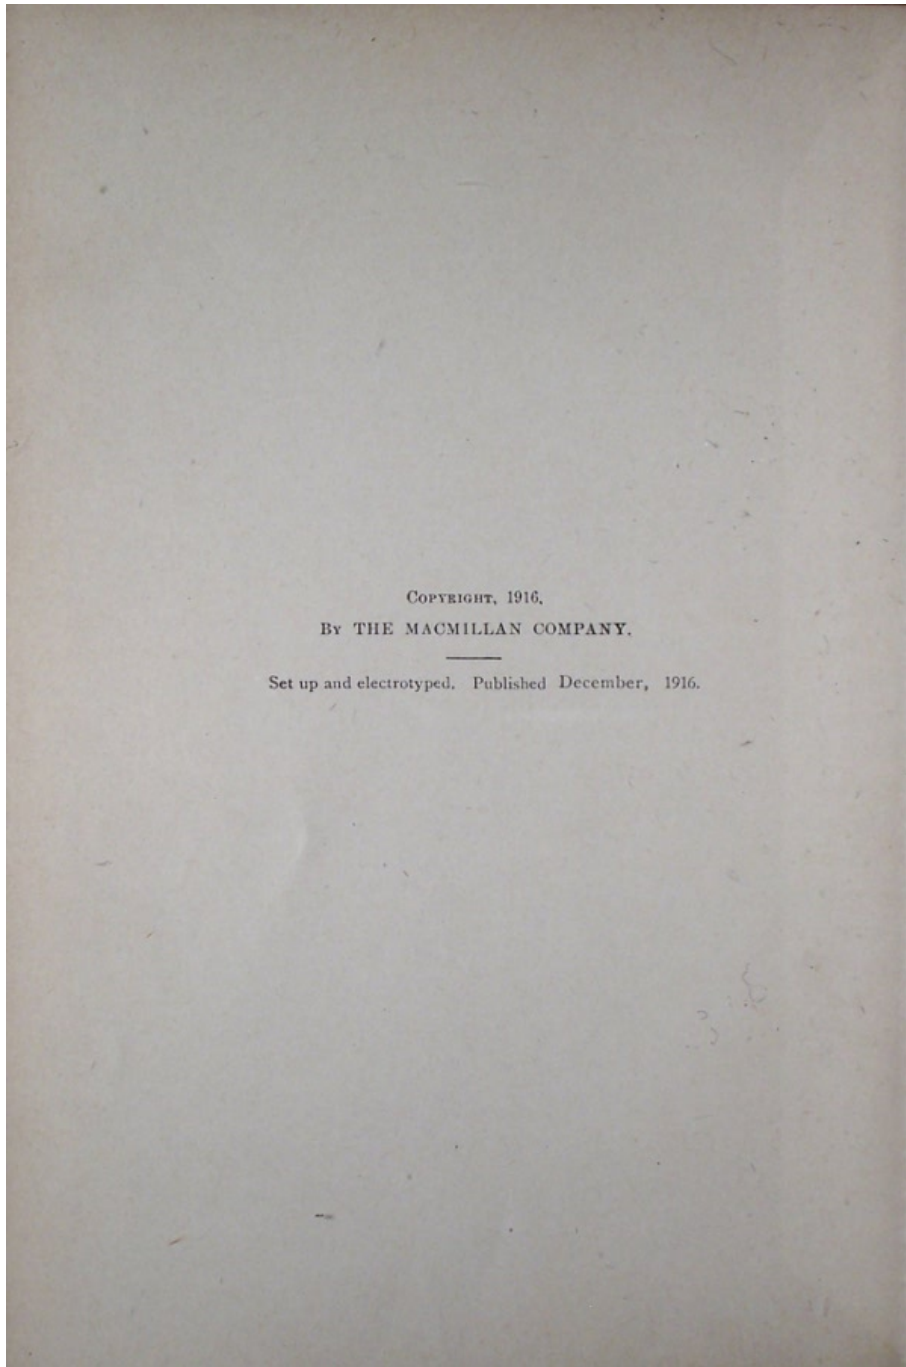 COPYRIGHT, 1916,
BY THE MACMILLAN COMPANY.
Set up and electrotyped. Published December, 1916.